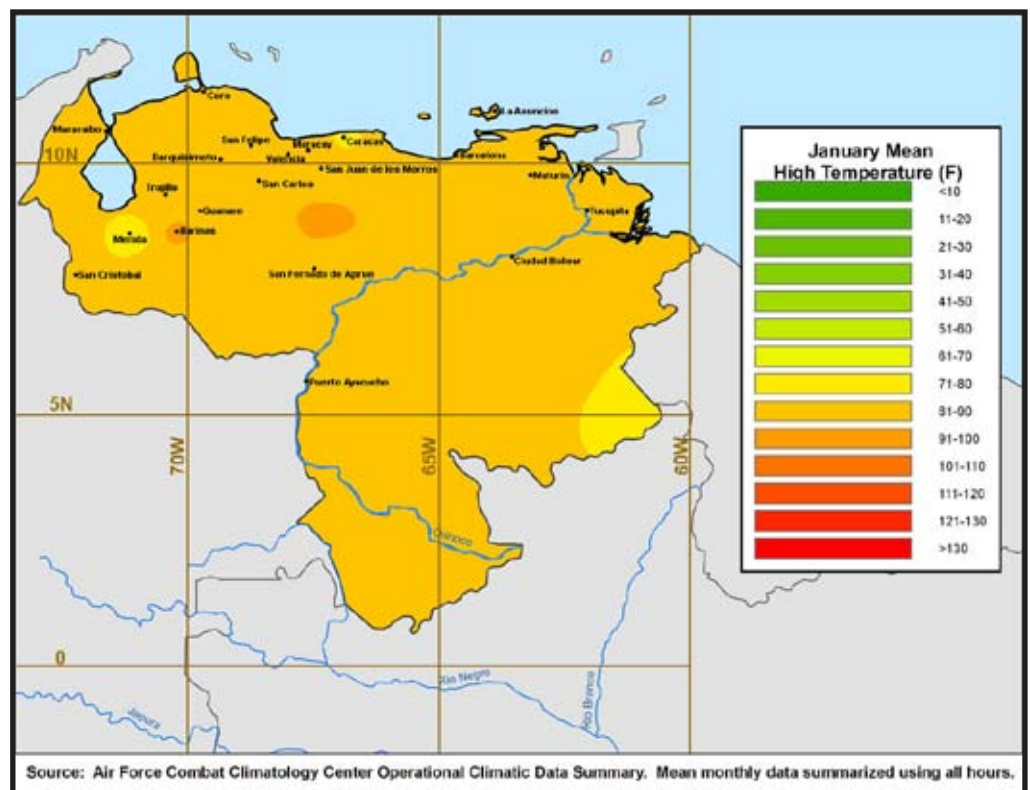 Coro
La Asuncion
Maracaibo
San Felipe
Maracay
Caracas
10N
Barquisimeto
Valencia
Barcelona
San Juan de los Morros
Maturin
Trujillo
San Carlos
Guanare
Tucupita
Merida
Barinas
San Cristobal
San Fernando de Apure
Ciudad Bolivar
Puerto Ayacucho
5N
70W
65W
60W
Orinoco
0
Rio Negro
Rio Branco
Japura
January Mean
High Temperature (F)
<10
11-20
21-30
31-40
41-50
51-60
61-70
71-80
81-90
91-100
101-110
111-120
121-130
>130
Source: Air Force Combat Climatology Center Operational Climatic Data Summary. Mean monthly data summarized using all hours.